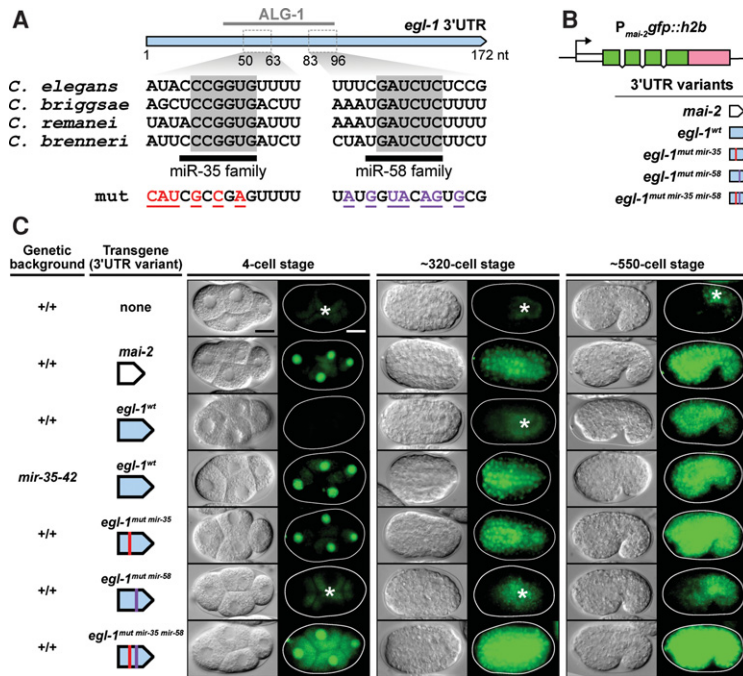 A
ALG-1
egl-1 3'UTR
1 50 63 83 96 172 nt
C. elegans AUACCCGGUGUUUU UUUCGAUCUCUCCG
C. briggsae AGCUCCCGGUGACUU AAAUGAUCUCUUUU
C. remanei UAUACCCGGUGAUUU AAAUGAUCUCUUUU
C. brenneri AUUCCCCGGUGAUCU CUAUGAUCUCUUUC
miR-35 family miR-58 family
mut CAUCGCCGAGUUUU UAUGGUACAGUGCG
B
Pmai-2gfp::h2b
3'UTR variants
mai-2
egl-1wt
egl-1mut mir-35
egl-1mut mir-58
egl-1mut mir-35 mir-58
C
Genetic background
Transgene (3'UTR variant)
4-cell stage
~320-cell stage
~550-cell stage
+/+ none * * *
+/+ mai-2
+/+ egl-1wt *
mir-35-42 egl-1wt
+/+ egl-1mut mir-35
+/+ egl-1mut mir-58 * *
+/+ egl-1mut mir-35 mir-58